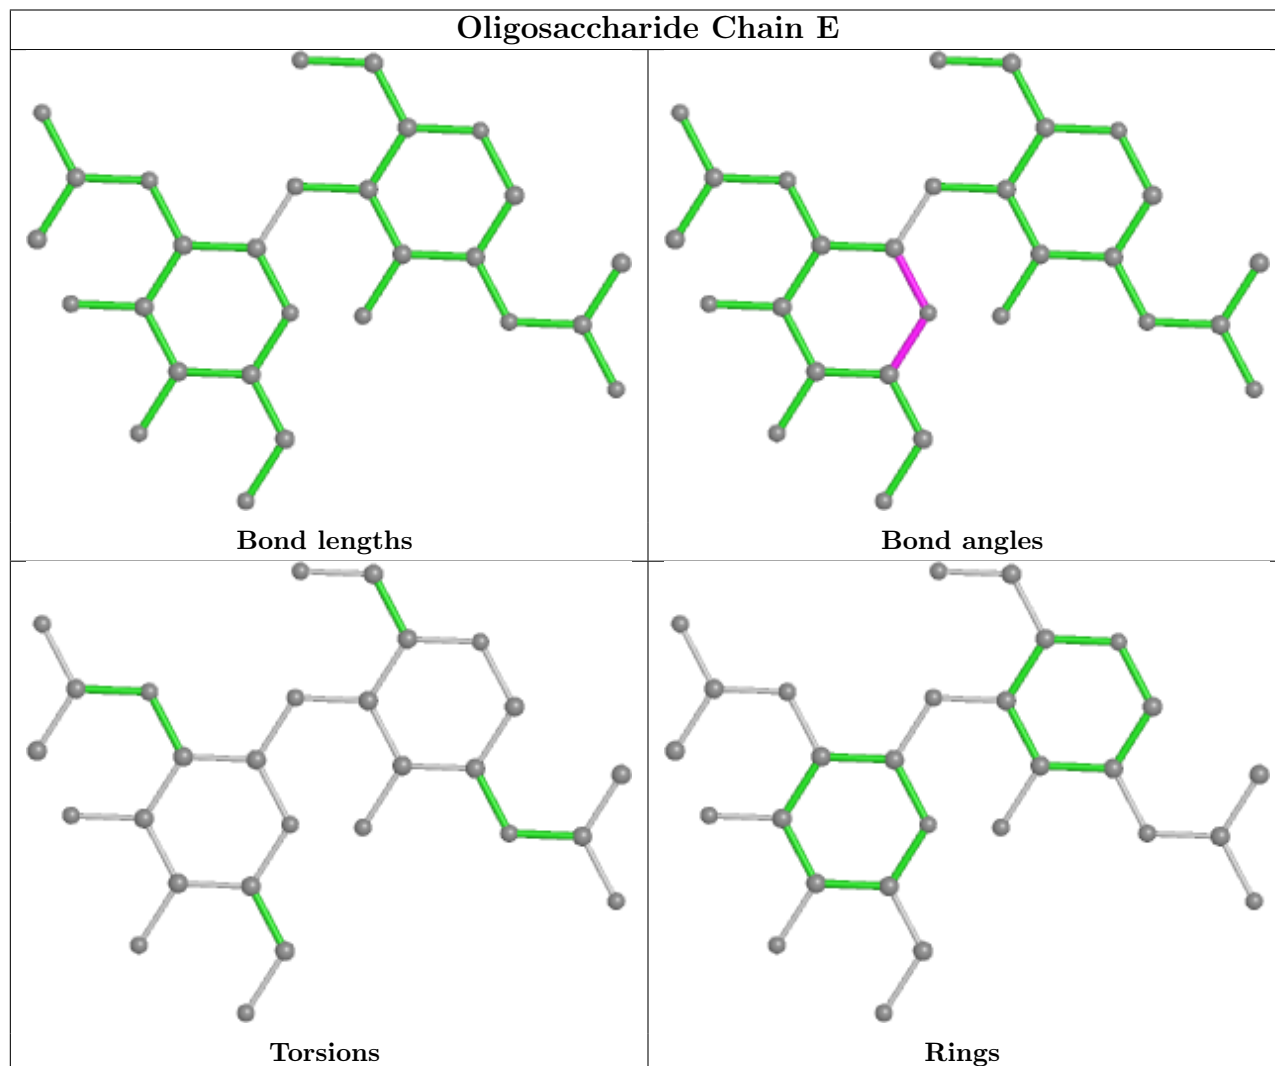 Oligosaccharide Chain E
Bond lengths
Bond angles
Torsions
Rings